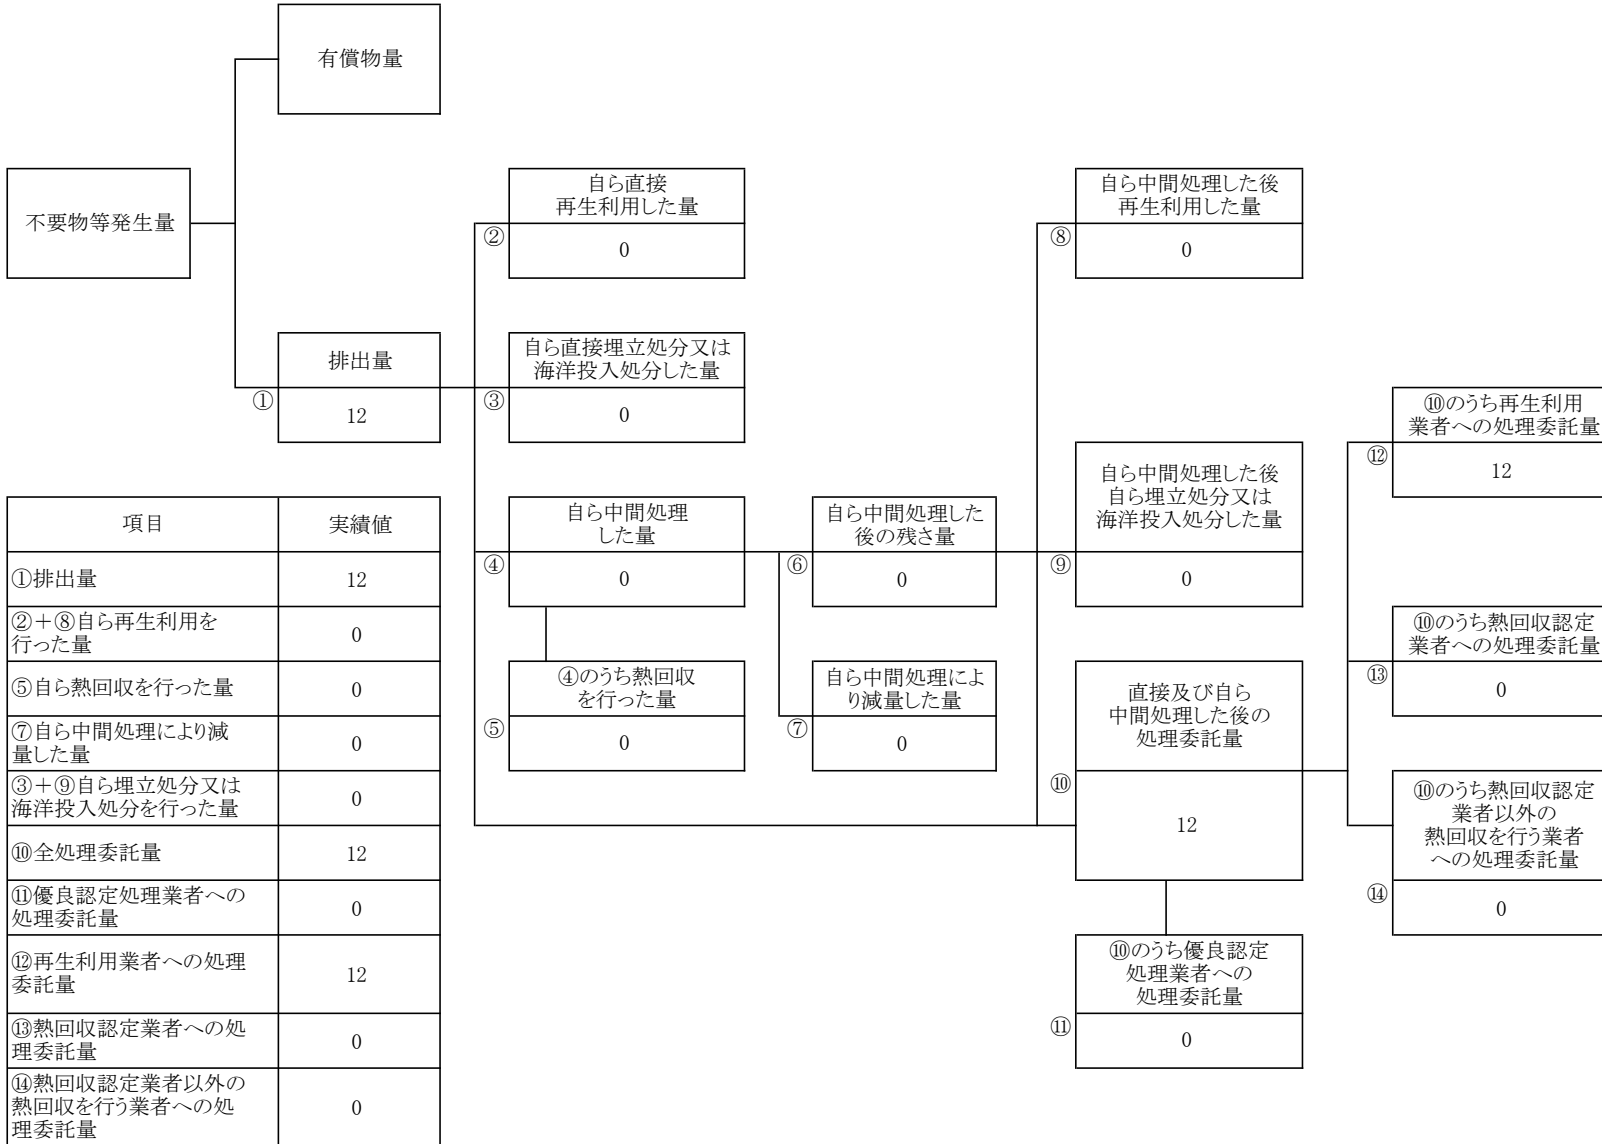 有償物量
不要物等発生量
自ら直接
再生利用した量
②
0
自ら中間処理した後
再生利用した量
⑧
0
排出量
①
12
自ら直接埋立処分又は
海洋投入処分した量
③
0
⑩のうち再生利用
業者への処理委託量
⑫
12
自ら中間処理
した量
④
0
自ら中間処理した
後の残さ量
⑥
0
自ら中間処理した後
自ら埋立処分又は
海洋投入処分した量
⑨
0
⑩のうち熱回収認定
業者への処理委託量
⑬
0
④のうち熱回収
を行った量
⑤
0
自ら中間処理によ
り減量した量
⑦
0
直接及び自ら
中間処理した後の
処理委託量
⑩
12
⑩のうち熱回収認定
業者以外の
熱回収を行う業者
への処理委託量
⑭
0
⑩のうち優良認定
処理業者への
処理委託量
⑪
0
項目 実績値
①排出量 12
②+⑧自ら再生利用を
行った量 0
⑤自ら熱回収を行った量 0
⑦自ら中間処理により減
量した量 0
③+⑨自ら埋立処分又は
海洋投入処分を行った量 0
⑩全処理委託量 12
⑪優良認定処理業者への
処理委託量 0
⑫再生利用業者への処理
委託量 12
⑬熱回収認定業者への処
理委託量 0
⑭熱回収認定業者以外の
熱回収を行う業者への処
理委託量 0